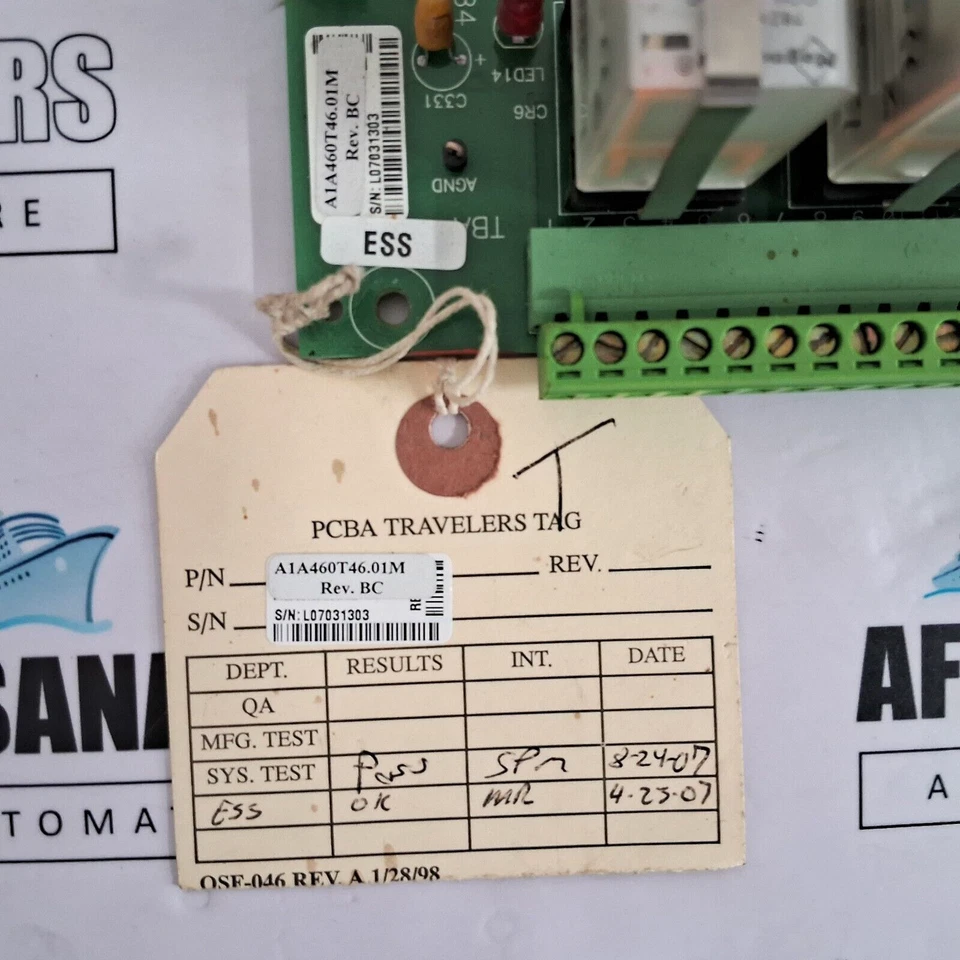 RS
RE
A1A460T46.01M
Rev. BC
S/N: L07031303
ESS
C331
+
LED14
CR6
AGND
PCBA TRAVELERS TAG
P/N
A1A460T46.01M
Rev. BC
REV.
S/N
S/N: L07031303
DEPT. RESULTS INT. DATE
QA
MFG. TEST
SYS. TEST Pass SPM 8-24-07
ESS OK MR 4-25-07
QSF-046 REV. A 1/28/98
SANA
TOMA
AF
A